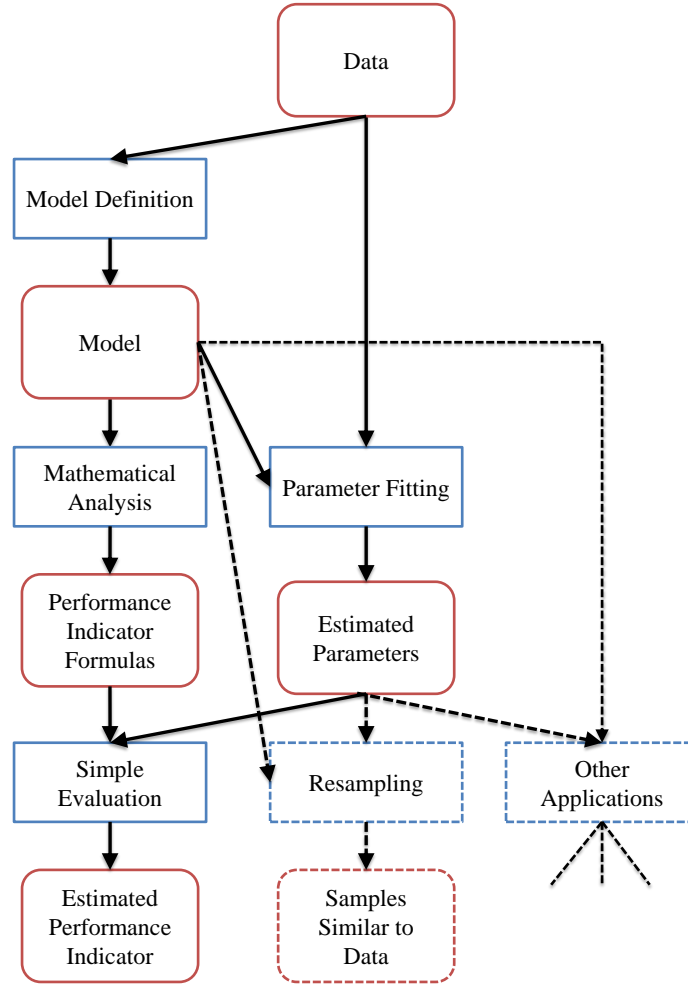 Data
Model Definition
Model
Mathematical
Analysis
Parameter Fitting
Performance
Indicator
Formulas
Estimated
Parameters
Simple
Evaluation
Resampling
Other
Applications
Estimated
Performance
Indicator
Samples
Similar to
Data